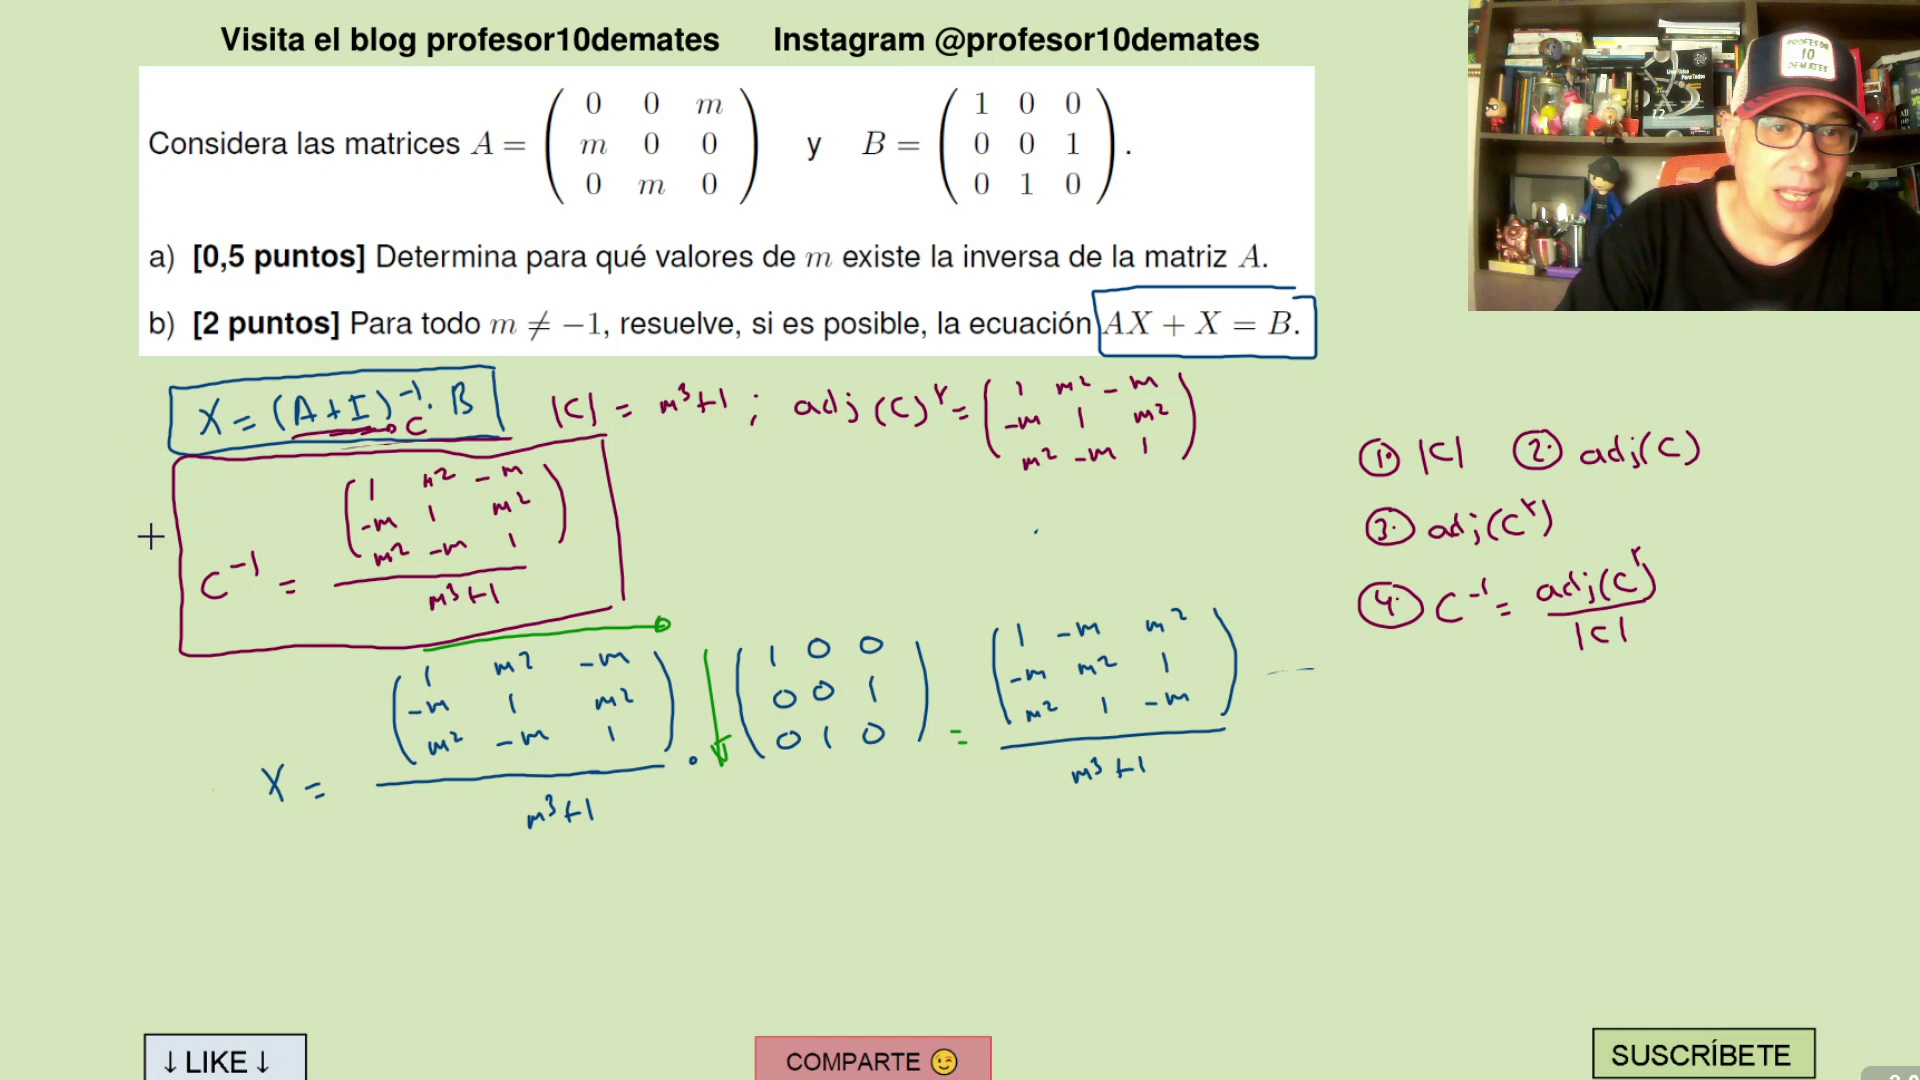 Visita el blog profesor10demates Instagram @profesor10demates
Considera las matrices A = ( 0 0 m ; m 0 0 ; 0 m 0 ) y B = ( 1 0 0 ; 0 0 1 ; 0 1 0 ).
a) [0,5 puntos] Determina para qué valores de m existe la inversa de la matriz A.
b) [2 puntos] Para todo m ≠ −1, resuelve, si es posible, la ecuación AX + X = B.
X = (A+I)⁻¹ · B
C
|C| = m³+1 ; adj (C)ᵗ = ( 1 m² -m ; -m 1 m² ; m² -m 1 )
C⁻¹ = ( 1 m² -m ; -m 1 m² ; m² -m 1 ) / m³+1
① |C| ② adj(C)
③ adj(Cᵗ)
④ C⁻¹ = adj(Cᵗ) / |C|
X = ( 1 m² -m ; -m 1 m² ; m² -m 1 ) / m³+1 · ( 1 0 0 ; 0 0 1 ; 0 1 0 ) = ( 1 -m m² ; -m m² 1 ; m² 1 -m ) / m³+1
PROFESOR
10
DEMATES
↓ LIKE ↓
COMPARTE 😉
SUSCRÍBETE